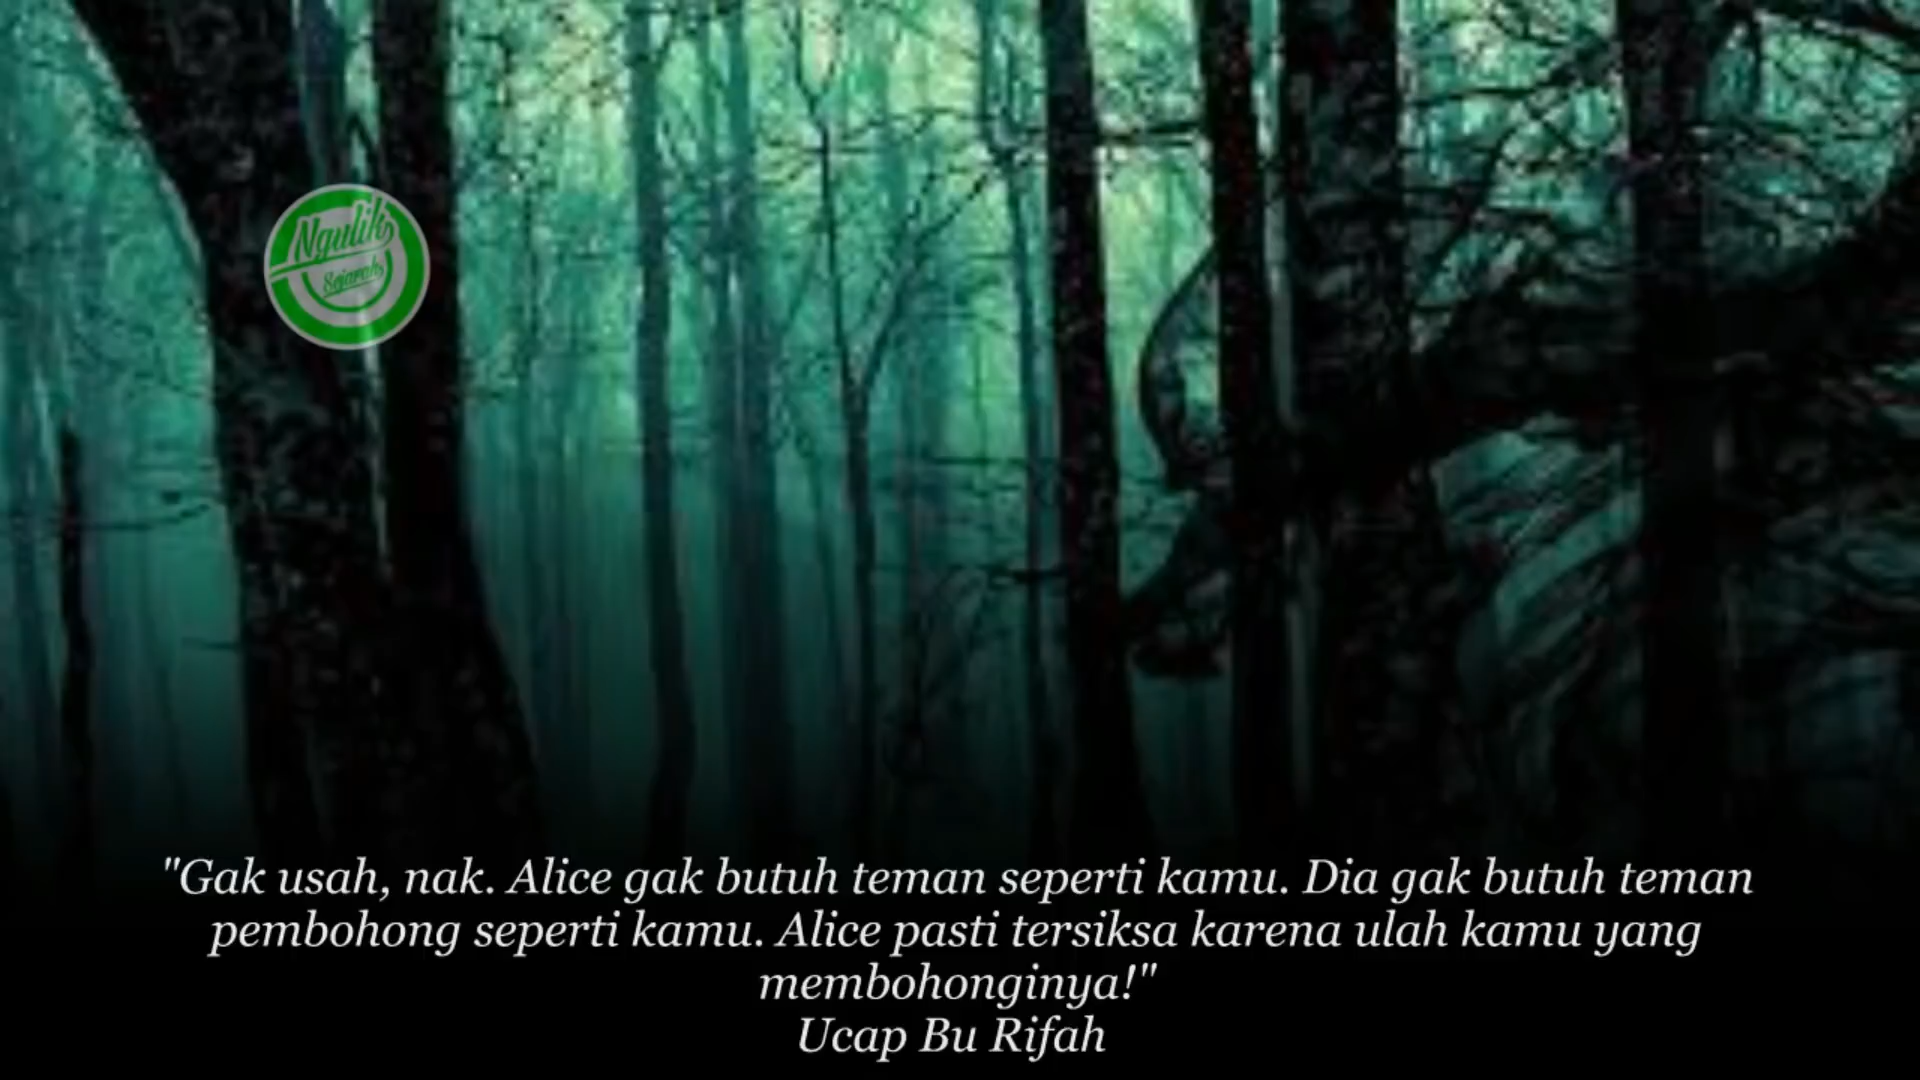 Ngulik
Sejarah
"Gak usah, nak. Alice gak butuh teman seperti kamu. Dia gak butuh teman
pembohong seperti kamu. Alice pasti tersiksa karena ulah kamu yang
membohonginya!"
Ucap Bu Rifah